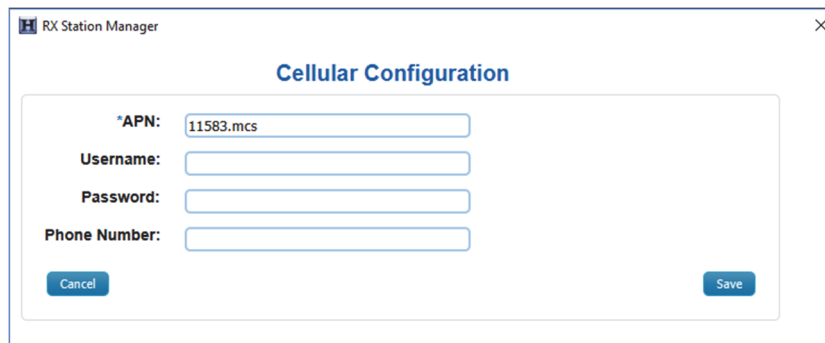 RX Station Manager
Cellular Configuration
*APN: 11583.mcs
Username:
Password:
Phone Number:
Cancel Save